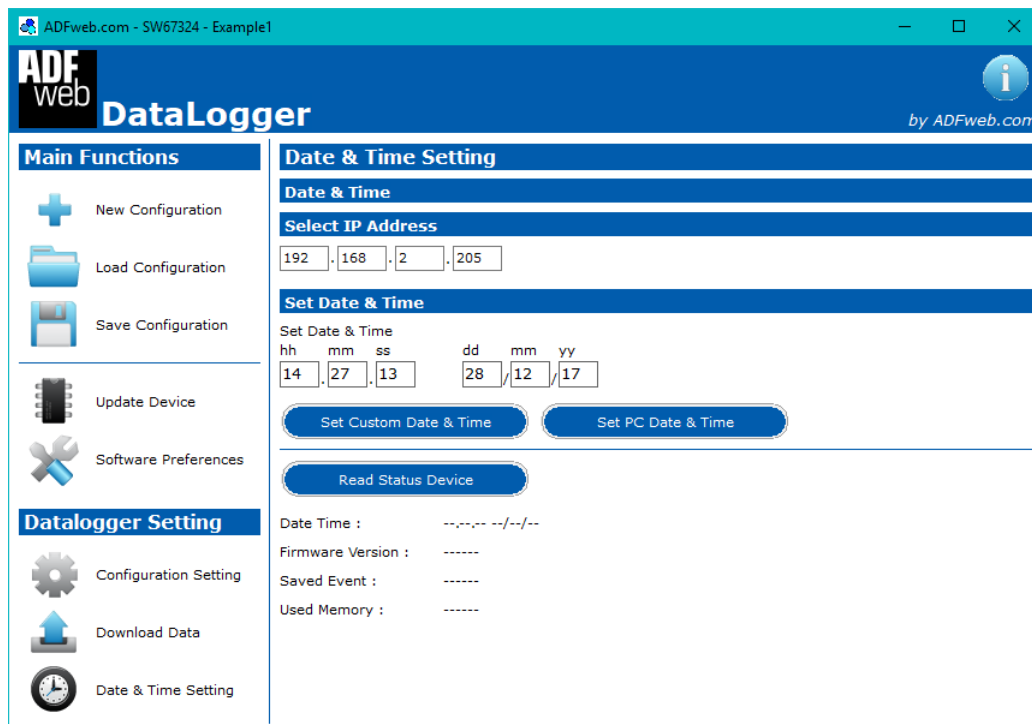 ADFweb.com - SW67324 - Example1
ADF
web
DataLogger
by ADFweb.com
Main Functions
New Configuration
Load Configuration
Save Configuration
Update Device
Software Preferences
Datalogger Setting
Configuration Setting
Download Data
Date & Time Setting
Date & Time Setting
Date & Time
Select IP Address
192 . 168 . 2 . 205
Set Date & Time
Set Date & Time
hh mm ss dd mm yy
14 . 27 . 13 28 / 12 / 17
Set Custom Date & Time Set PC Date & Time
Read Status Device
Date Time : --.--.-- --/--/--
Firmware Version : ------
Saved Event : ------
Used Memory : ------